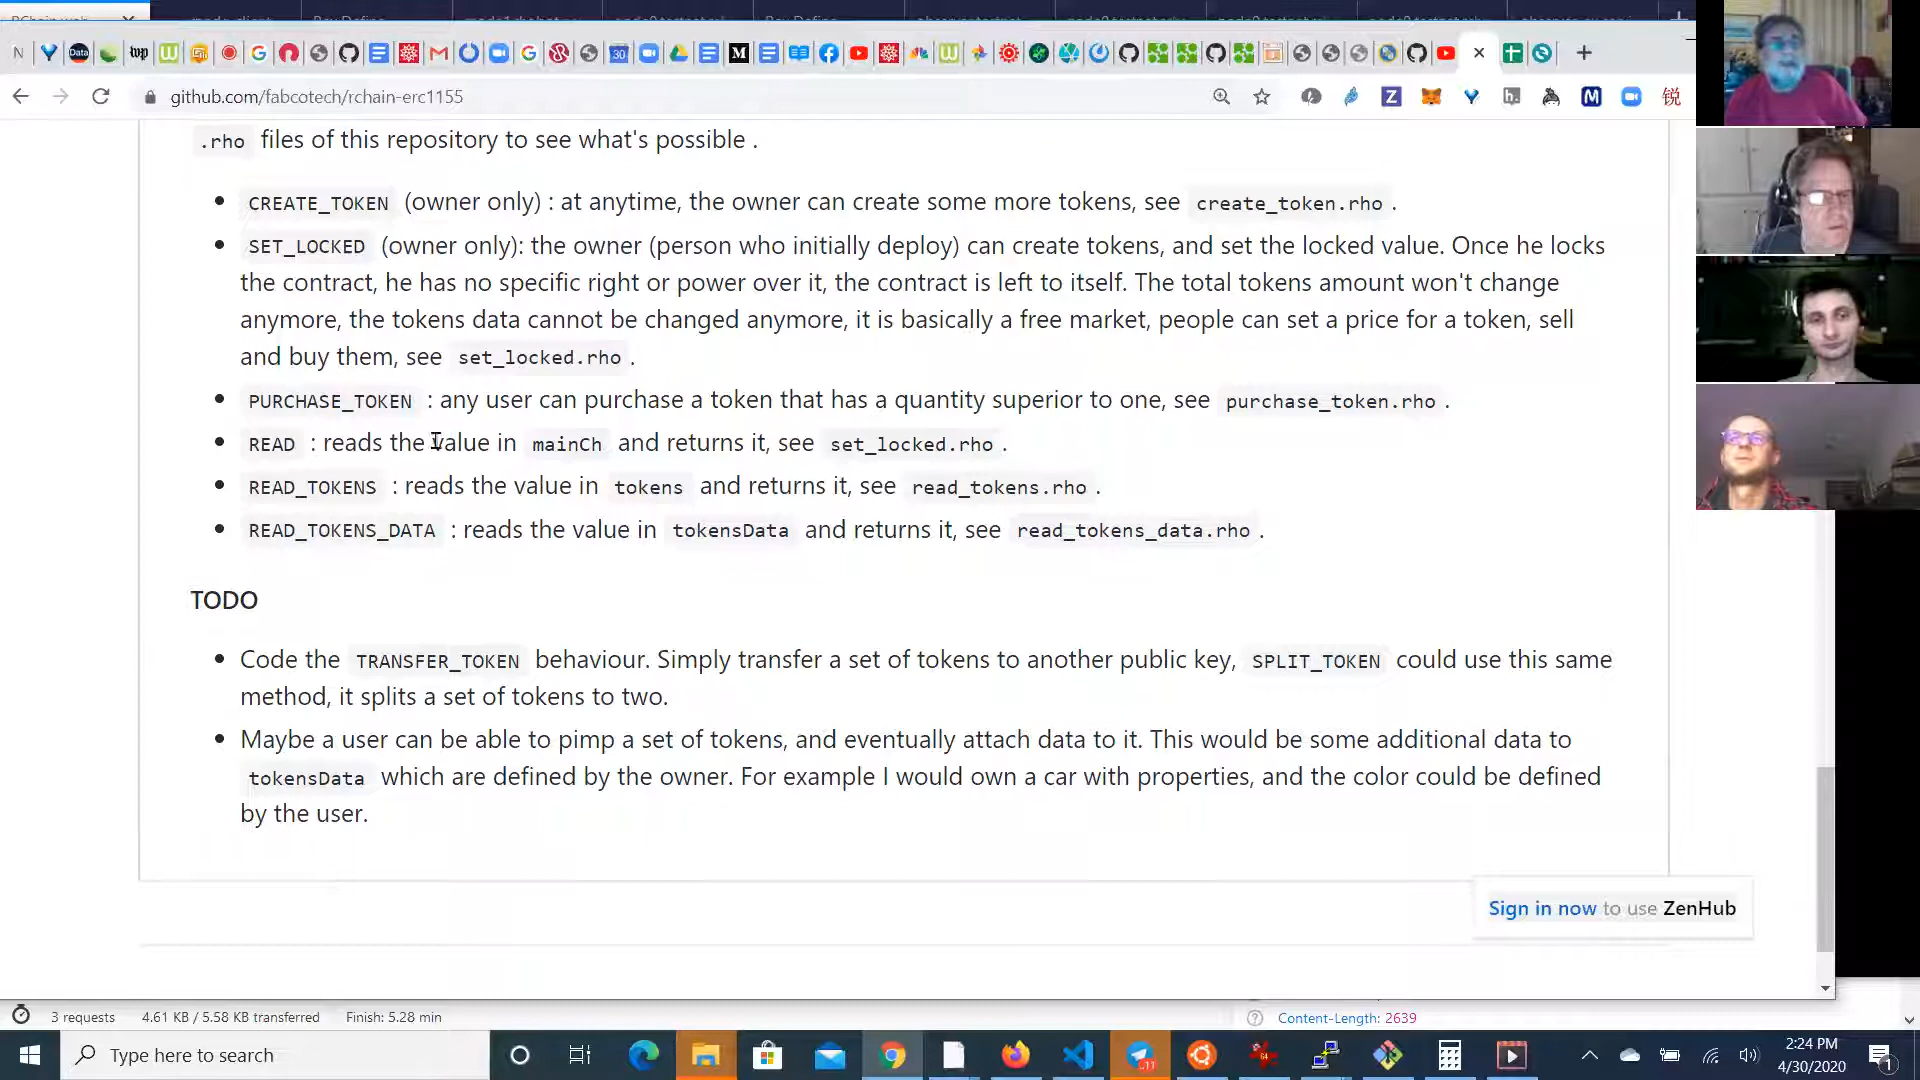 github.com/fabcotech/rchain-erc1155
.rho files of this repository to see what's possible .
CREATE_TOKEN (owner only) : at anytime, the owner can create some more tokens, see create_token.rho .
SET_LOCKED (owner only): the owner (person who initially deploy) can create tokens, and set the locked value. Once he locks
the contract, he has no specific right or power over it, the contract is left to itself. The total tokens amount won't change
anymore, the tokens data cannot be changed anymore, it is basically a free market, people can set a price for a token, sell
and buy them, see set_locked.rho .
PURCHASE_TOKEN : any user can purchase a token that has a quantity superior to one, see purchase_token.rho .
READ : reads the value in mainCh and returns it, see set_locked.rho .
READ_TOKENS : reads the value in tokens and returns it, see read_tokens.rho .
READ_TOKENS_DATA : reads the value in tokensData and returns it, see read_tokens_data.rho .
TODO
Code the TRANSFER_TOKEN behaviour. Simply transfer a set of tokens to another public key, SPLIT_TOKEN could use this same
method, it splits a set of tokens to two.
Maybe a user can be able to pimp a set of tokens, and eventually attach data to it. This would be some additional data to
tokensData which are defined by the owner. For example I would own a car with properties, and the color could be defined
by the user.
Sign in now to use ZenHub
3 requests 4.61 KB / 5.58 KB transferred Finish: 5.28 min
Content-Length: 2639
Type here to search
2:24 PM
4/30/2020